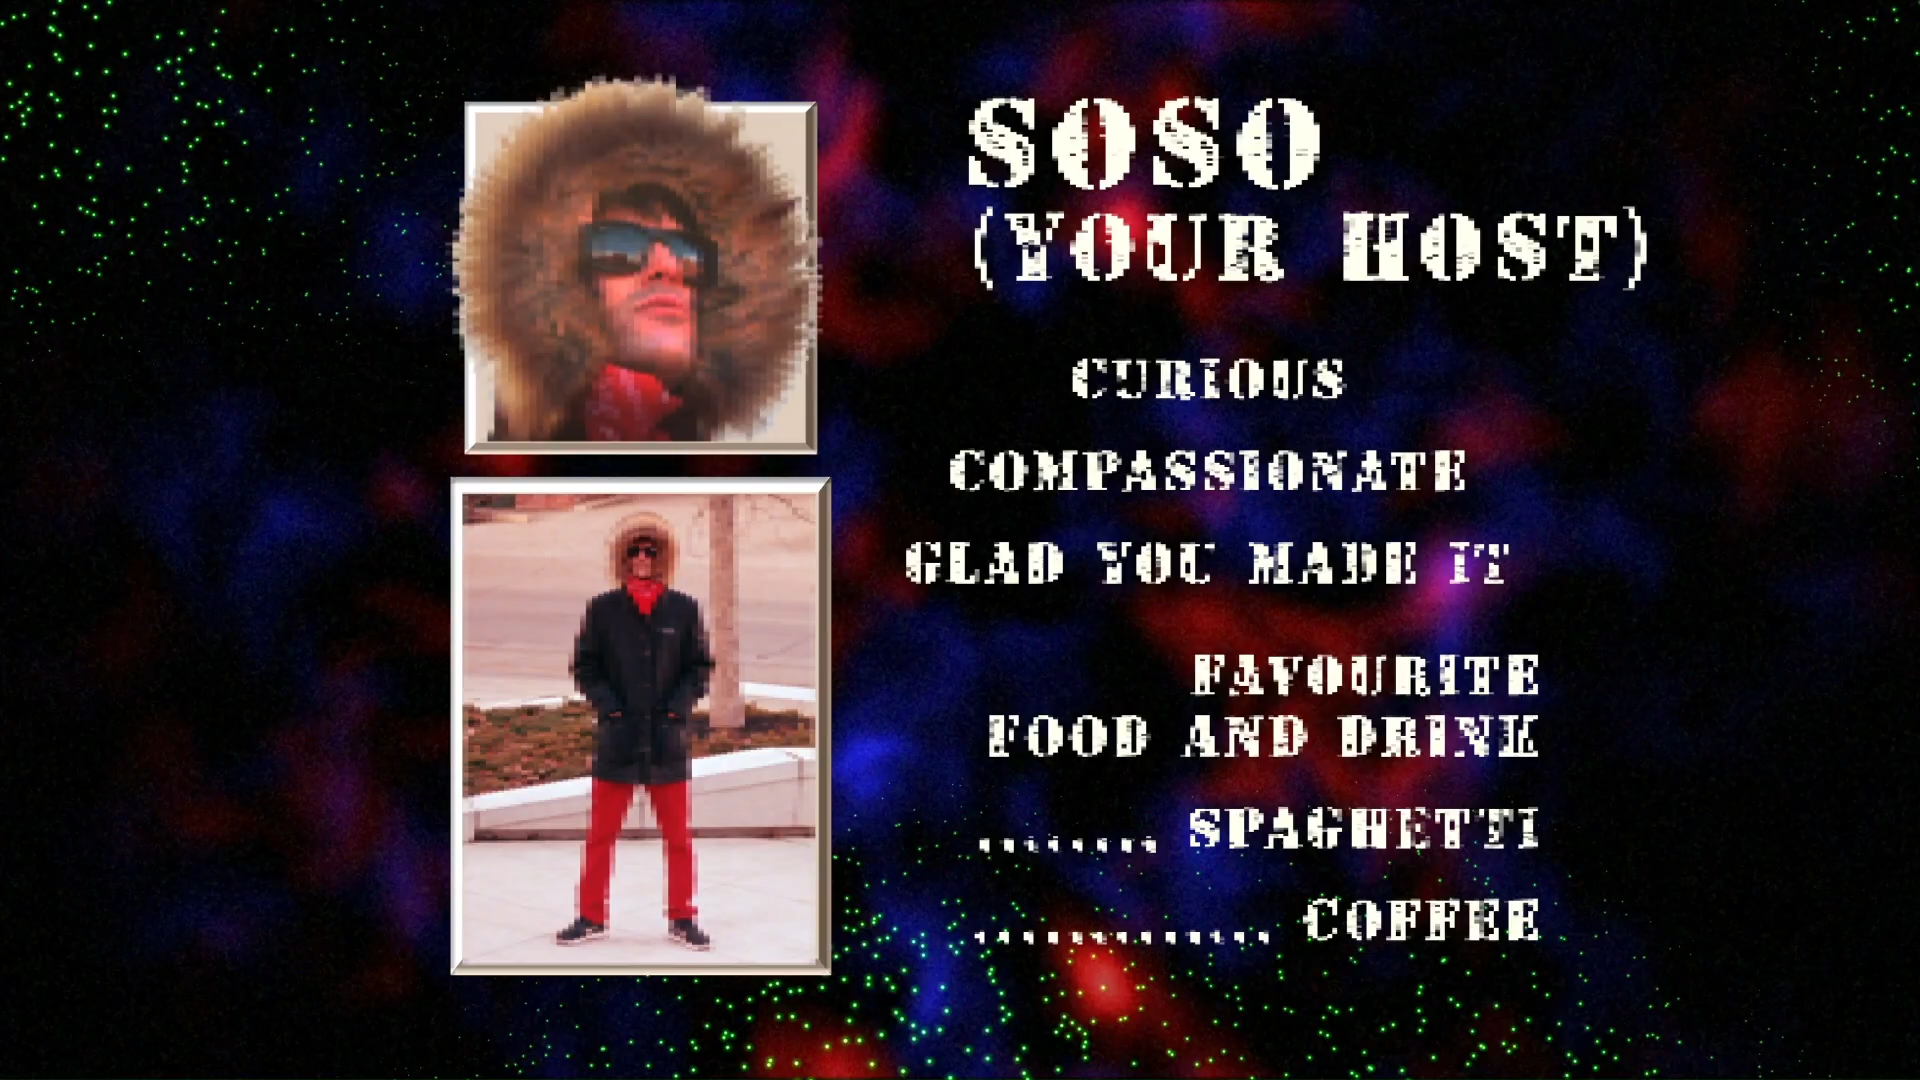 SOSO
(YOUR HOST)
CURIOUS
COMPASSIONATE
GLAD YOU MADE IT
FAVOURITE
FOOD AND DRINK
........ SPAGHETTI
............. COFFEE